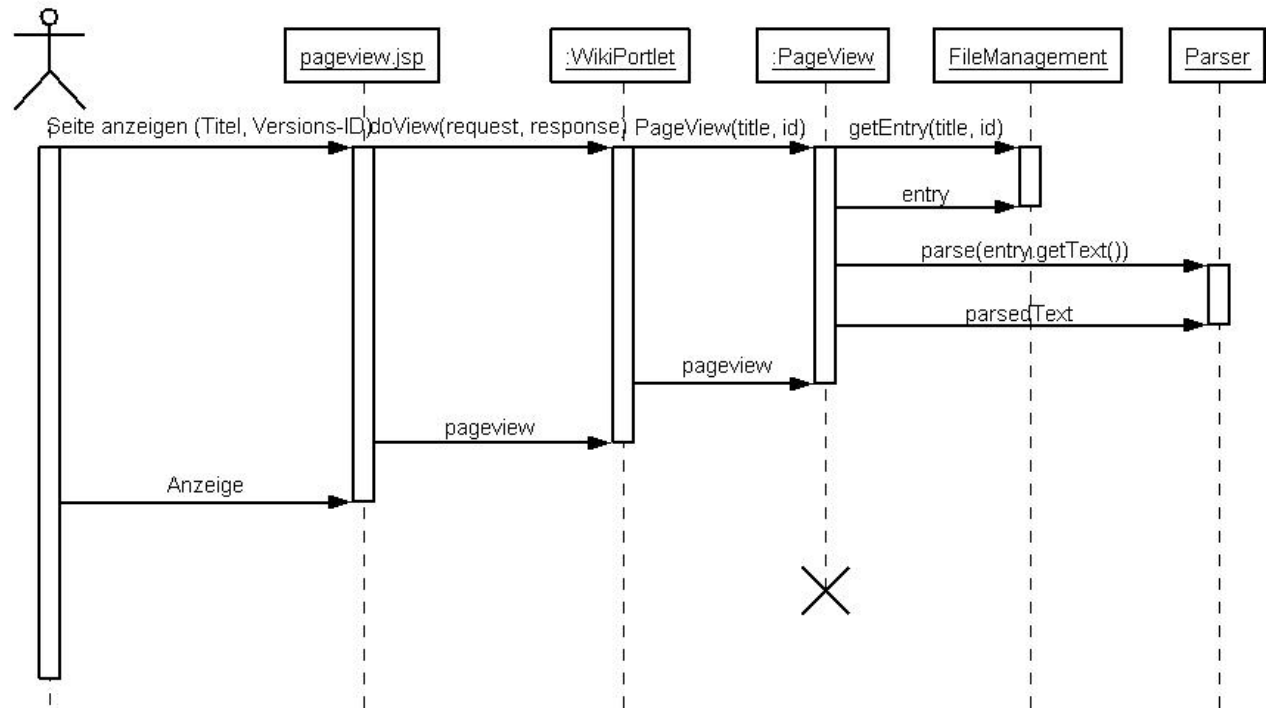 pageview.jsp
:WikiPortlet
:PageView
FileManagement
Parser
Seite anzeigen (Titel, Versions-ID)
doView(request, response)
PageView(title, id)
getEntry(title, id)
entry
parse(entry.getText())
parsedText
pageview
pageview
Anzeige